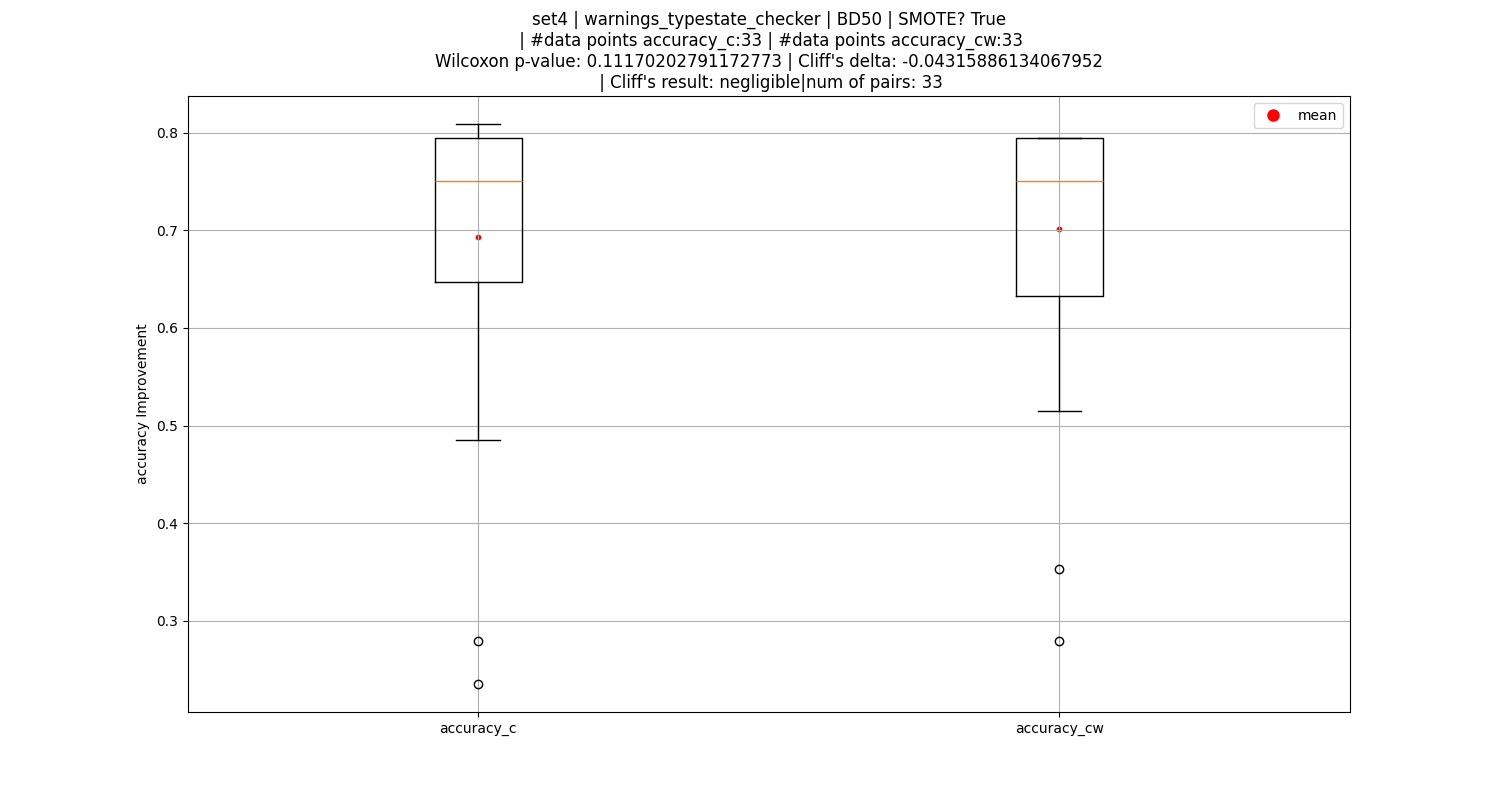 set4 | warnings_typestate_checker | BD50 | SMOTE? True
| #data points accuracy_c:33 | #data points accuracy_cw:33
Wilcoxon p-value: 0.11170202791172773 | Cliff's delta: -0.04315886134067952
| Cliff's result: negligible|num of pairs: 33
mean
accuracy Improvement
0.8
0.7
0.6
0.5
0.4
0.3
accuracy_c
accuracy_cw